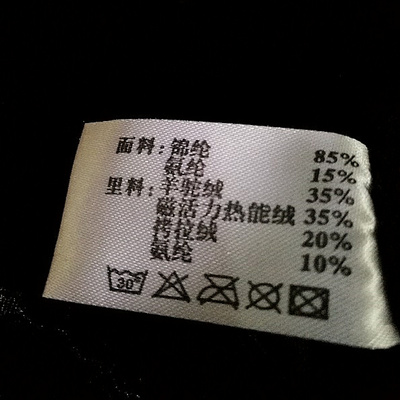 面料:锦纶 85%
氨纶 15%
里料:羊驼绒 35%
磁活力热能绒 35%
拷拉绒 20%
氨纶 10%
30°